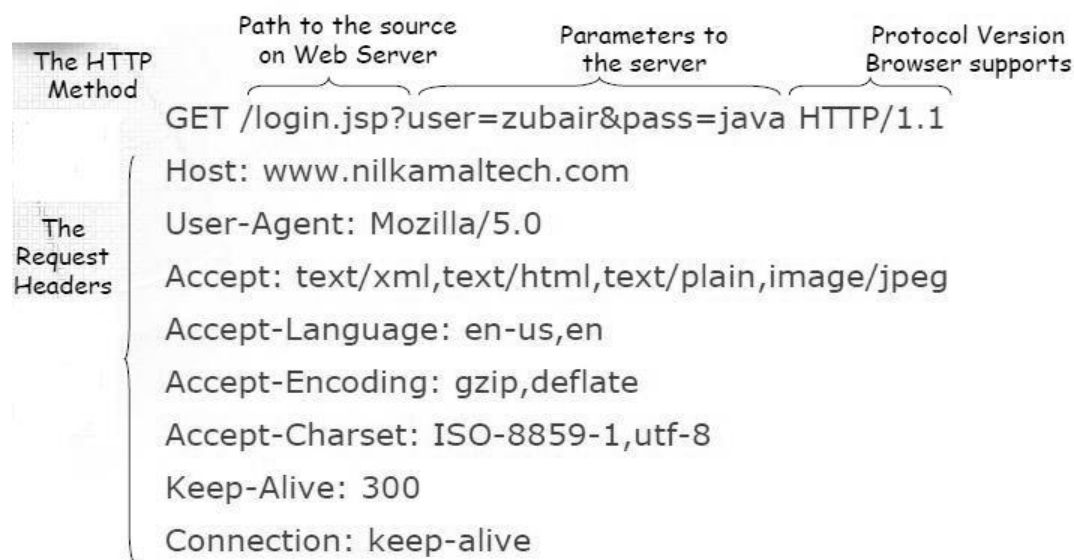 Path to the source
on Web Server
Parameters to
the server
Protocol Version
Browser supports
The HTTP
Method
GET /login.jsp?user=zubair&pass=java HTTP/1.1
Host: www.nilkamaltech.com
User-Agent: Mozilla/5.0
The
Request
Headers
Accept: text/xml,text/html,text/plain,image/jpeg
Accept-Language: en-us,en
Accept-Encoding: gzip,deflate
Accept-Charset: ISO-8859-1,utf-8
Keep-Alive: 300
Connection: keep-alive